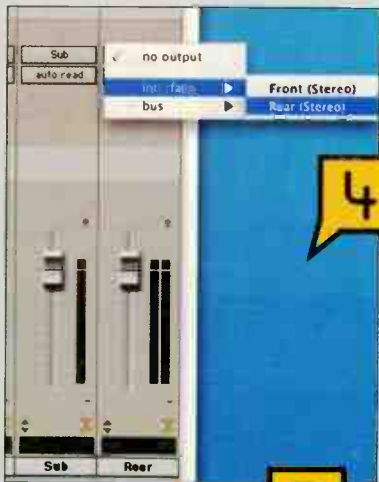 Sub
✓ no output
auto read
interface ▶ Front (Stereo)
bus ▶ Rear (Stereo)
4
Sub Rear